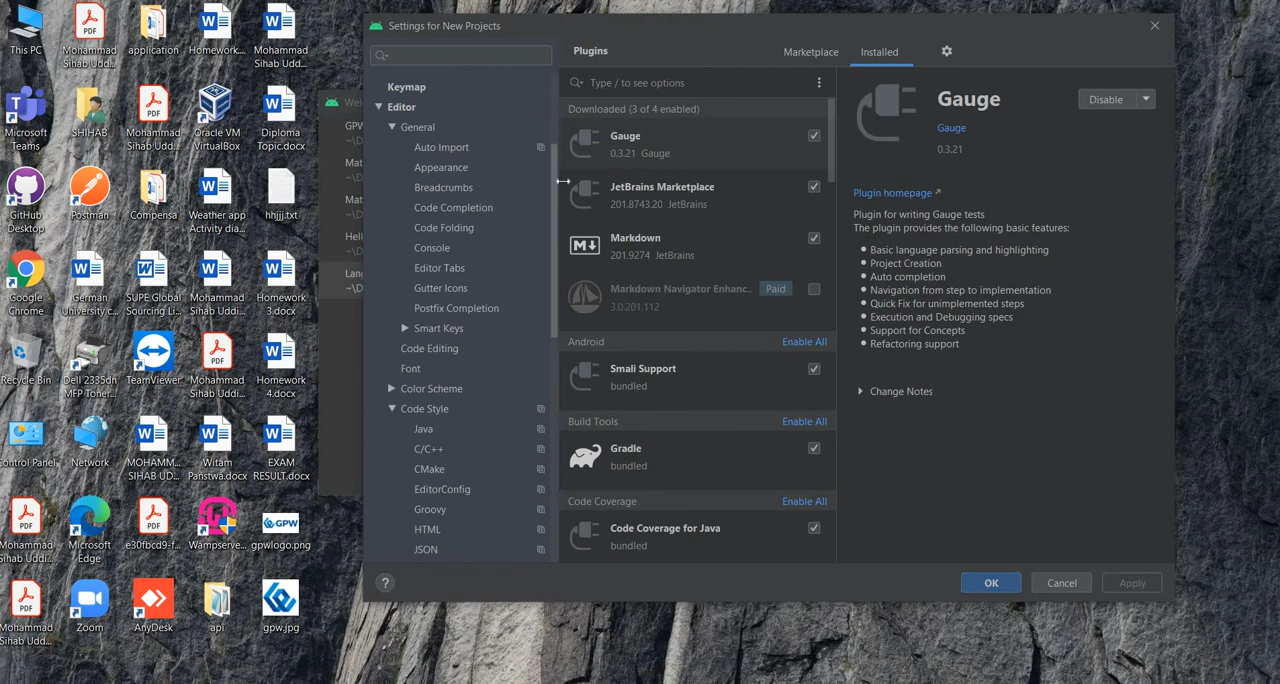 This PC
Mohammad
Sihab Ud...
application
Homework...
Mohammad
Sihab Ud...
Microsoft
Teams
SHIHAB
Mohammad
Sihab Udd...
Oracle VM
VirtualBox
Diploma
Topic.docx
GitHub
Desktop
Postman
Compensa
Weather app
Activity dia...
hhjjj.txt
Google
Chrome
German
University c...
SUPE Global
Sourcing Li...
Mohammad
Sihab Udd...
Homework
3.docx
Recycle Bin
Dell 2335dn
MFP Toner...
TeamViewer
Mohammad
Sihab Udd...
Homework
4.docx
Control Panel
Network
MOHAMM...
SIHAB UD...
Witam
Państwa.docx
EXAM
RESULT.docx
Mohammad
Sihab Uddi...
Microsoft
Edge
e30fbcd9-f...
Wampserve...
gpwlogo.png
Mohammad
Sihab Uddi...
Zoom
AnyDesk
api
gpw.jpg
Settings for New Projects
Keymap
Editor
General
Auto Import
Appearance
Breadcrumbs
Code Completion
Code Folding
Console
Editor Tabs
Gutter Icons
Postfix Completion
Smart Keys
Code Editing
Font
Color Scheme
Code Style
Java
C/C++
CMake
EditorConfig
Groovy
HTML
JSON
Plugins
Marketplace
Installed
Type / to see options
Downloaded (3 of 4 enabled)
Gauge
0.3.21 Gauge
JetBrains Marketplace
201.8743.20 JetBrains
Markdown
201.9274 JetBrains
Markdown Navigator Enhanc.. Paid
3.0.201.112
Android Enable All
Smali Support
bundled
Build Tools Enable All
Gradle
bundled
Code Coverage Enable All
Code Coverage for Java
bundled
Gauge
Disable
Gauge
0.3.21
Plugin homepage
Plugin for writing Gauge tests
The plugin provides the following basic features:
Basic language parsing and highlighting
Project Creation
Auto completion
Navigation from step to implementation
Quick Fix for unimplemented steps
Execution and Debugging specs
Support for Concepts
Refactoring support
Change Notes
?
OK
Cancel
Apply